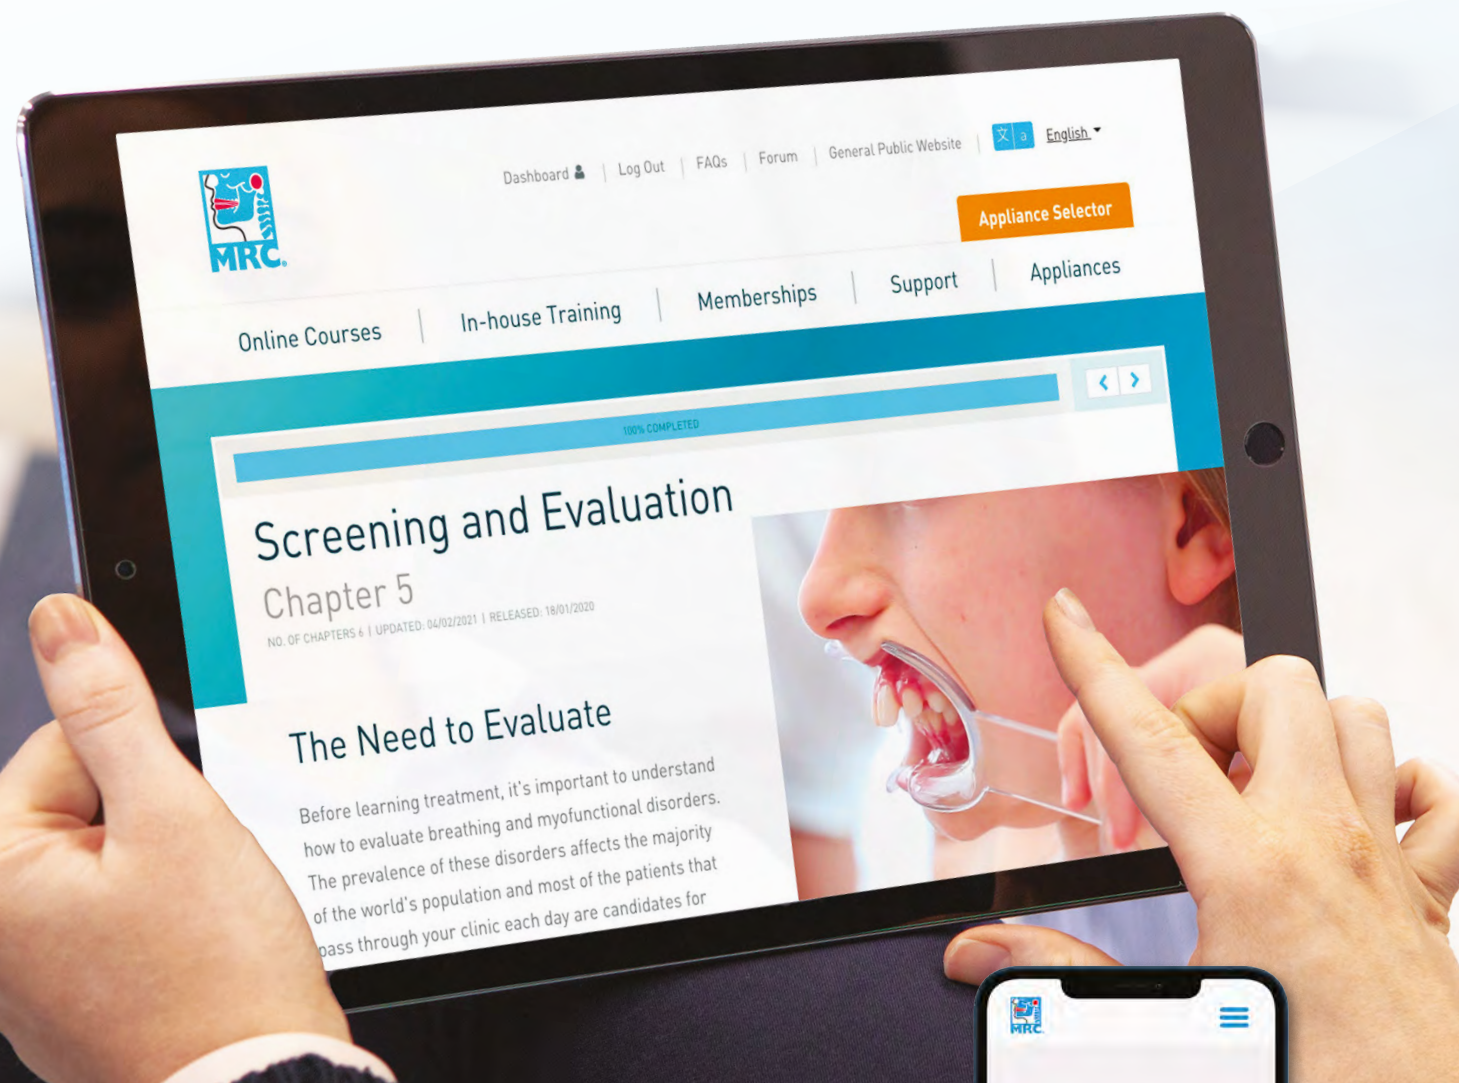 Dashboard | Log Out | FAQs | Forum | General Public Website | 文 a English
MRC®
Appliance Selector
Online Courses | In-house Training | Memberships | Support | Appliances
100% COMPLETED
Screening and Evaluation
Chapter 5
NO. OF CHAPTERS 6 | UPDATED: 04/02/2021 | RELEASED: 18/01/2020
The Need to Evaluate
Before learning treatment, it's important to understand
how to evaluate breathing and myofunctional disorders.
The prevalence of these disorders affects the majority
of the world's population and most of the patients that
pass through your clinic each day are candidates for
MRC